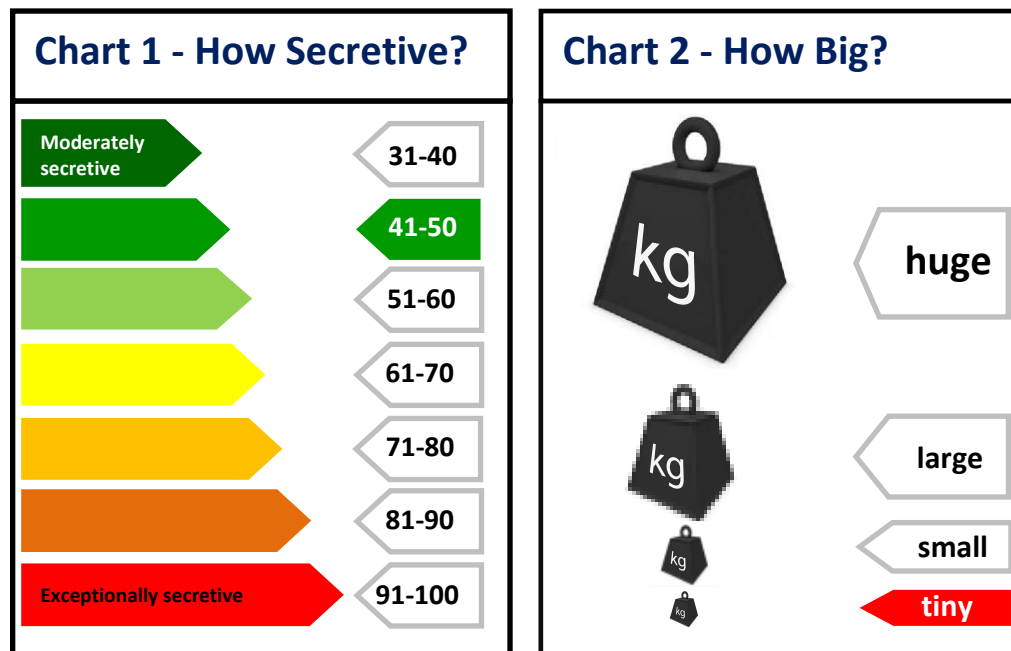 Chart 1 - How Secretive?
Moderately
secretive
31-40
41-50
51-60
61-70
71-80
81-90
Exceptionally secretive
91-100
Chart 2 - How Big?
kg
huge
kg
large
kg
small
kg
tiny